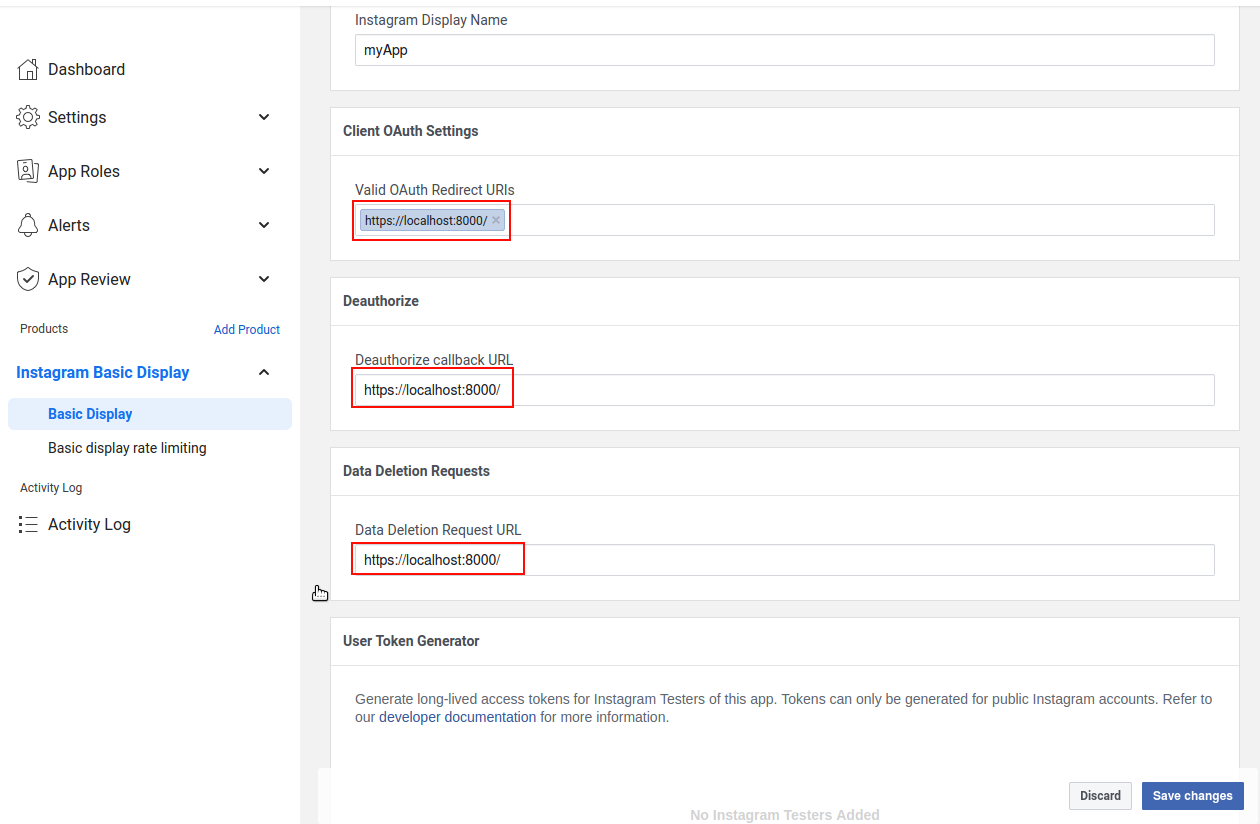 Dashboard
Settings
App Roles
Alerts
App Review
Products
Add Product
Instagram Basic Display
Basic Display
Basic display rate limiting
Activity Log
Activity Log
Instagram Display Name
myApp
Client OAuth Settings
Valid OAuth Redirect URIs
https://localhost:8000/
Deauthorize
Deauthorize callback URL
https://localhost:8000/
Data Deletion Requests
Data Deletion Request URL
https://localhost:8000/
User Token Generator
Generate long-lived access tokens for Instagram Testers of this app. Tokens can only be generated for public Instagram accounts. Refer to
our developer documentation for more information.
Discard
Save changes
No Instagram Testers Added